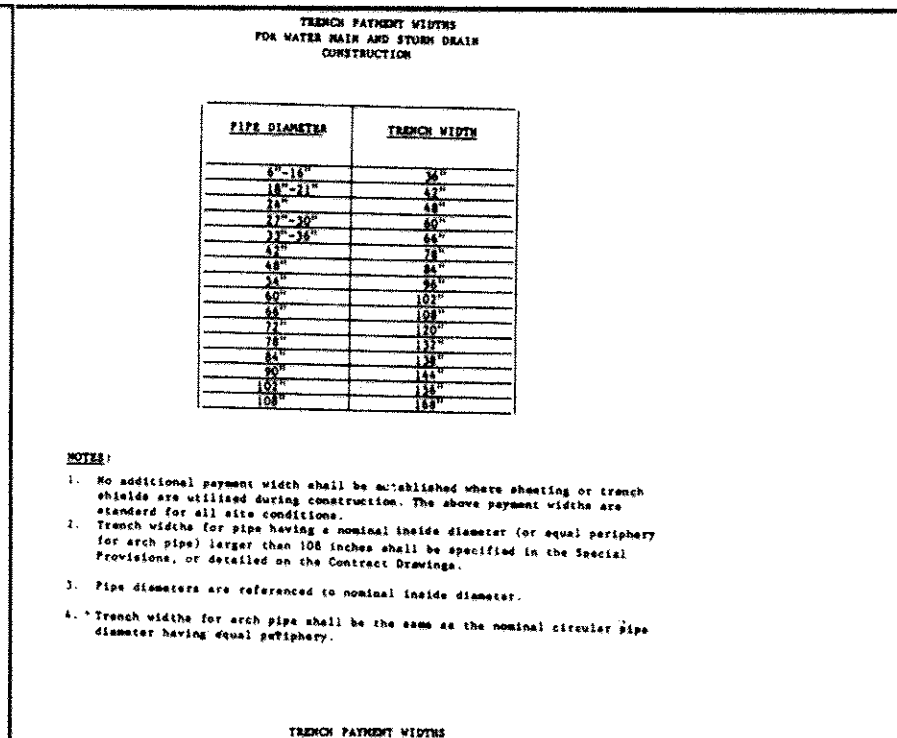 TRENCH PAYMENT WIDTHS
FOR WATER MAIN AND STORM DRAIN
CONSTRUCTION
PIPE DIAMETER TRENCH WIDTH
6"-16" 36"
18"-21" 42"
24" 48"
27"-30" 60"
33"-36" 66"
42" 78"
48" 84"
54" 96"
60" 102"
66" 108"
72" 120"
78" 132"
84" 138"
90" 144"
102" 156"
108" 168"
NOTES:
1. No additional payment width shall be established where sheeting or trench
shields are utilized during construction. The above payment widths are
standard for all site conditions.
2. Trench widths for pipe having a nominal inside diameter (or equal periphery
for arch pipe) larger than 108 inches shall be specified in the Special
Provisions, or detailed on the Contract Drawings.
3. Pipe diameters are referenced to nominal inside diameter.
4. Trench widths for arch pipe shall be the same as the nominal circular pipe
diameter having equal periphery.
TRENCH PAYMENT WIDTHS